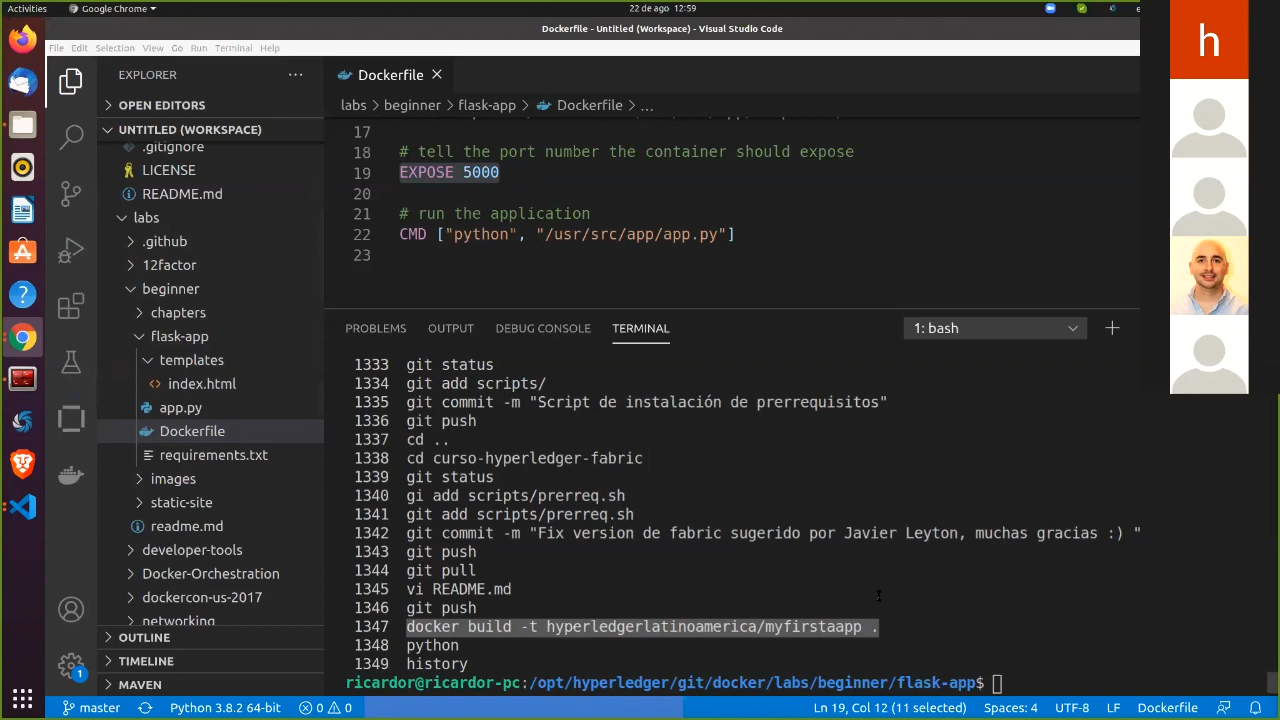 Activities
Google Chrome
22 de ago 12:59
h
Dockerfile - Untitled (Workspace) - Visual Studio Code
File Edit Selection View Go Run Terminal Help
EXPLORER
OPEN EDITORS
UNTITLED (WORKSPACE)
.gitignore
LICENSE
README.md
labs
.github
12factor
beginner
chapters
flask-app
templates
index.html
app.py
Dockerfile
requirements.txt
images
static-site
readme.md
developer-tools
Docker-Orchestration
dockercon-us-2017
networking
OUTLINE
TIMELINE
MAVEN
Dockerfile
labs > beginner > flask-app > Dockerfile > ...
17
18 # tell the port number the container should expose
19 EXPOSE 5000
20
21 # run the application
22 CMD ["python", "/usr/src/app/app.py"]
23
PROBLEMS OUTPUT DEBUG CONSOLE TERMINAL
1: bash
1333 git status
1334 git add scripts/
1335 git commit -m "Script de instalación de prerrequisitos"
1336 git push
1337 cd ..
1338 cd curso-hyperledger-fabric
1339 git status
1340 gi add scripts/prerreq.sh
1341 git add scripts/prerreq.sh
1342 git commit -m "Fix version de fabric sugerido por Javier Leyton, muchas gracias :) "
1343 git push
1344 git pull
1345 vi README.md
1346 git push
1347 docker build -t hyperledgerlatinoamerica/myfirstaapp .
1348 python
1349 history
ricardor@ricardor-pc:/opt/hyperledger/git/docker/labs/beginner/flask-app$
1
master
Python 3.8.2 64-bit
0 0
Ln 19, Col 12 (11 selected)
Spaces: 4
UTF-8
LF
Dockerfile